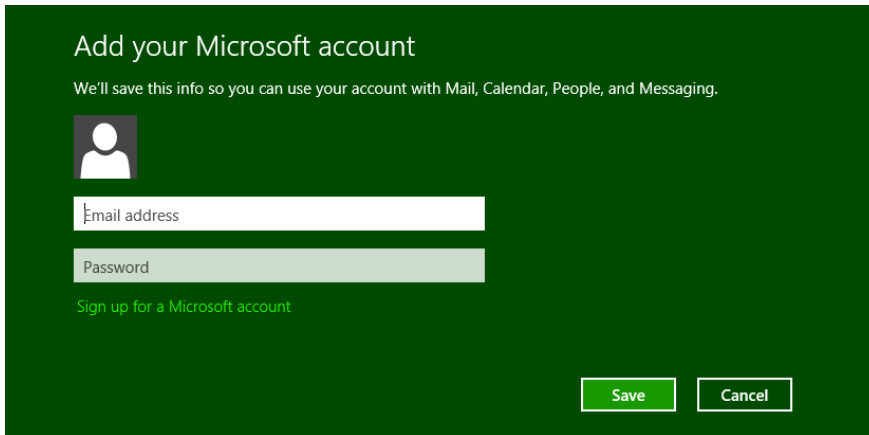 Add your Microsoft account
We'll save this info so you can use your account with Mail, Calendar, People, and Messaging.
Email address
Password
Sign up for a Microsoft account
Save Cancel